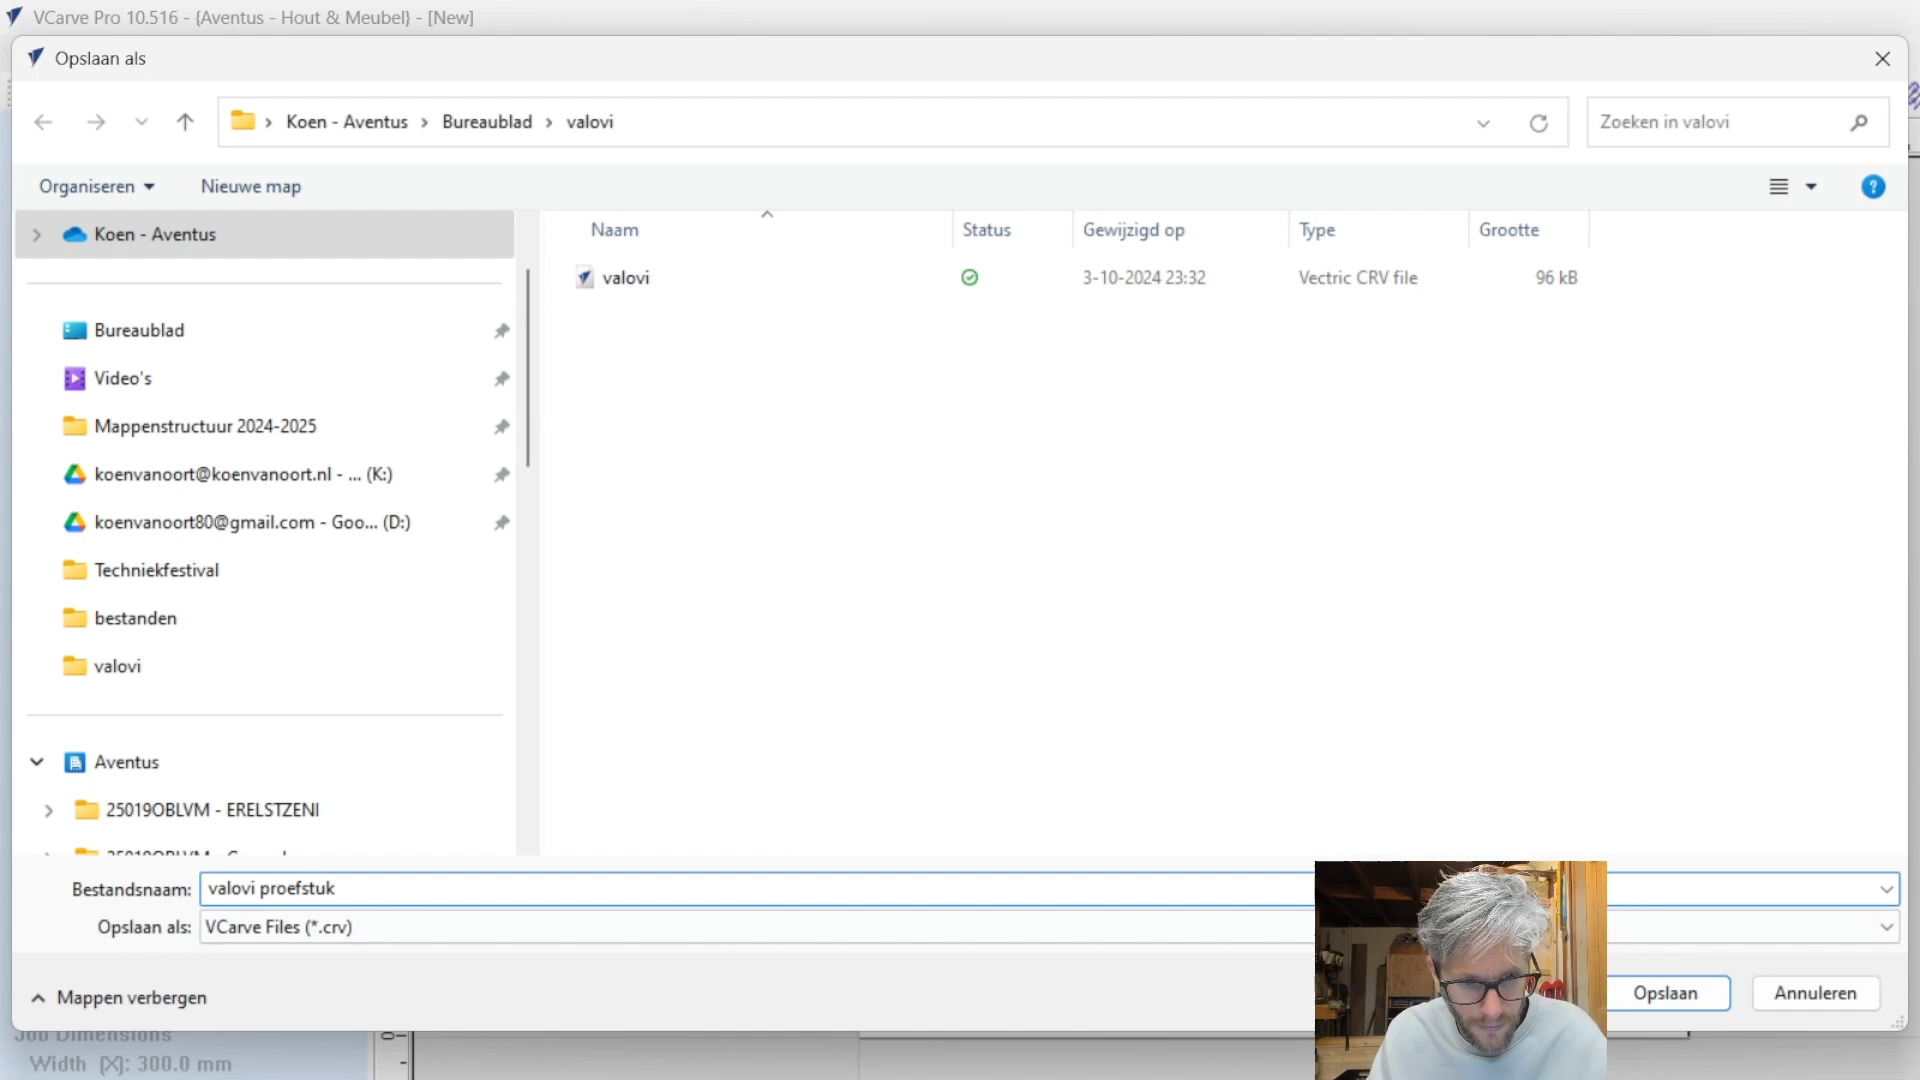 VCarve Pro 10.516 - {Aventus - Hout & Meubel} - [New]
Opslaan als
Koen - Aventus > Bureaublad > valovi
Zoeken in valovi
Organiseren
Nieuwe map
Koen - Aventus
Bureaublad
Video's
Mappenstructuur 2024-2025
koenvanoort@koenvanoort.nl - ... (K:)
koenvanoort80@gmail.com - Goo... (D:)
Techniekfestival
bestanden
valovi
Aventus
25019OBLVM - ERELSTZENI
Naam Status Gewijzigd op Type Grootte
valovi 3-10-2024 23:32 Vectric CRV file 96 kB
Bestandsnaam: valovi proefstuk
Opslaan als: VCarve Files (*.crv)
Mappen verbergen
Opslaan
Annuleren
Job Dimensions
Width (X): 300.0 mm